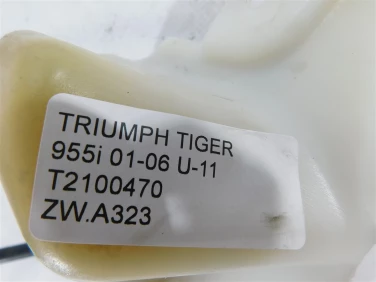 TRIUMPH TIGER
955i 01-06 U-11
T2100470
ZW.A323